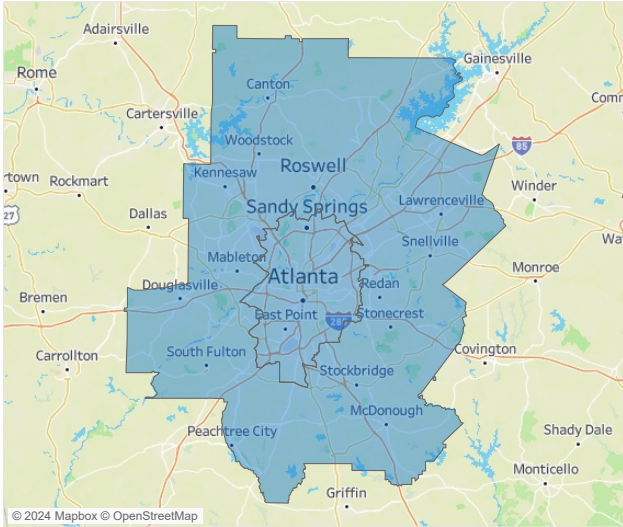 Adairsville
Gainesville
Rome
Canton
Comm
Cartersville
Woodstock
85
Roswell
Kennesaw
rtown
Rockmart
Winder
Sandy Springs
Lawrenceville
27
Dallas
Snellville
Wa
Mableton
Atlanta
Monroe
Douglasville
Redan
Bremen
East Point
Stonecrest
285
Covington
South Fulton
Carrollton
Stockbridge
McDonough
Peachtree City
Shady Dale
Monticello
Griffin
© 2024 Mapbox © OpenStreetMap